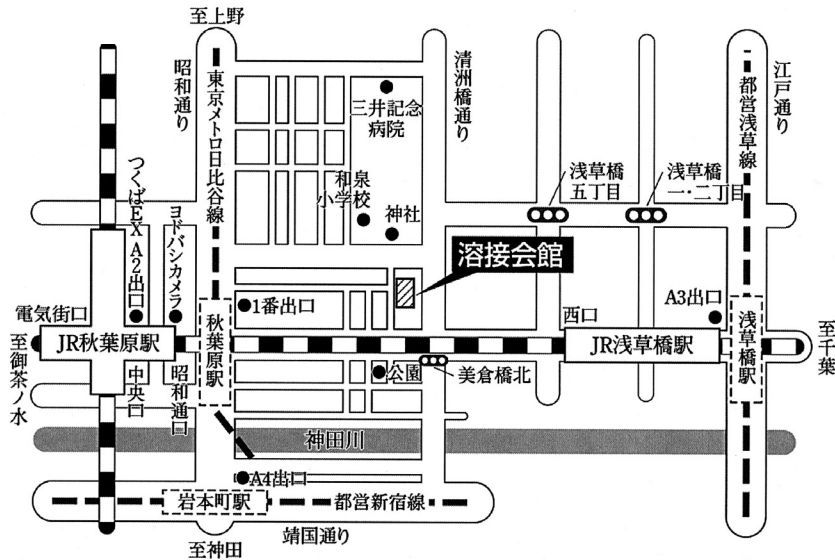 至上野
昭和通り
東京メトロ日比谷線
清洲橋通り
都営浅草線
江戸通り
三井記念
病院
つくばEX A2出口
ヨドバシカメラ
和泉
小学校
神社
浅草橋
五丁目
浅草橋
一・二丁目
溶接会館
電気街口
1番出口
西口
A3出口
至御茶ノ水
JR秋葉原駅
秋葉原駅
JR浅草橋駅
浅草橋駅
至千葉
中央口
昭和通口
公園
美倉橋北
神田川
A4出口
岩本町駅
都営新宿線
靖国通り
至神田